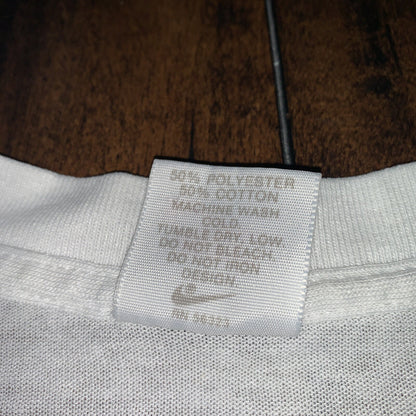 50% POLYESTER
50% COTTON
MACHINE WASH
COLD.
TUMBLE DRY, LOW.
DO NOT BLEACH.
DO NOT IRON
DESIGN.
®
RN 56323